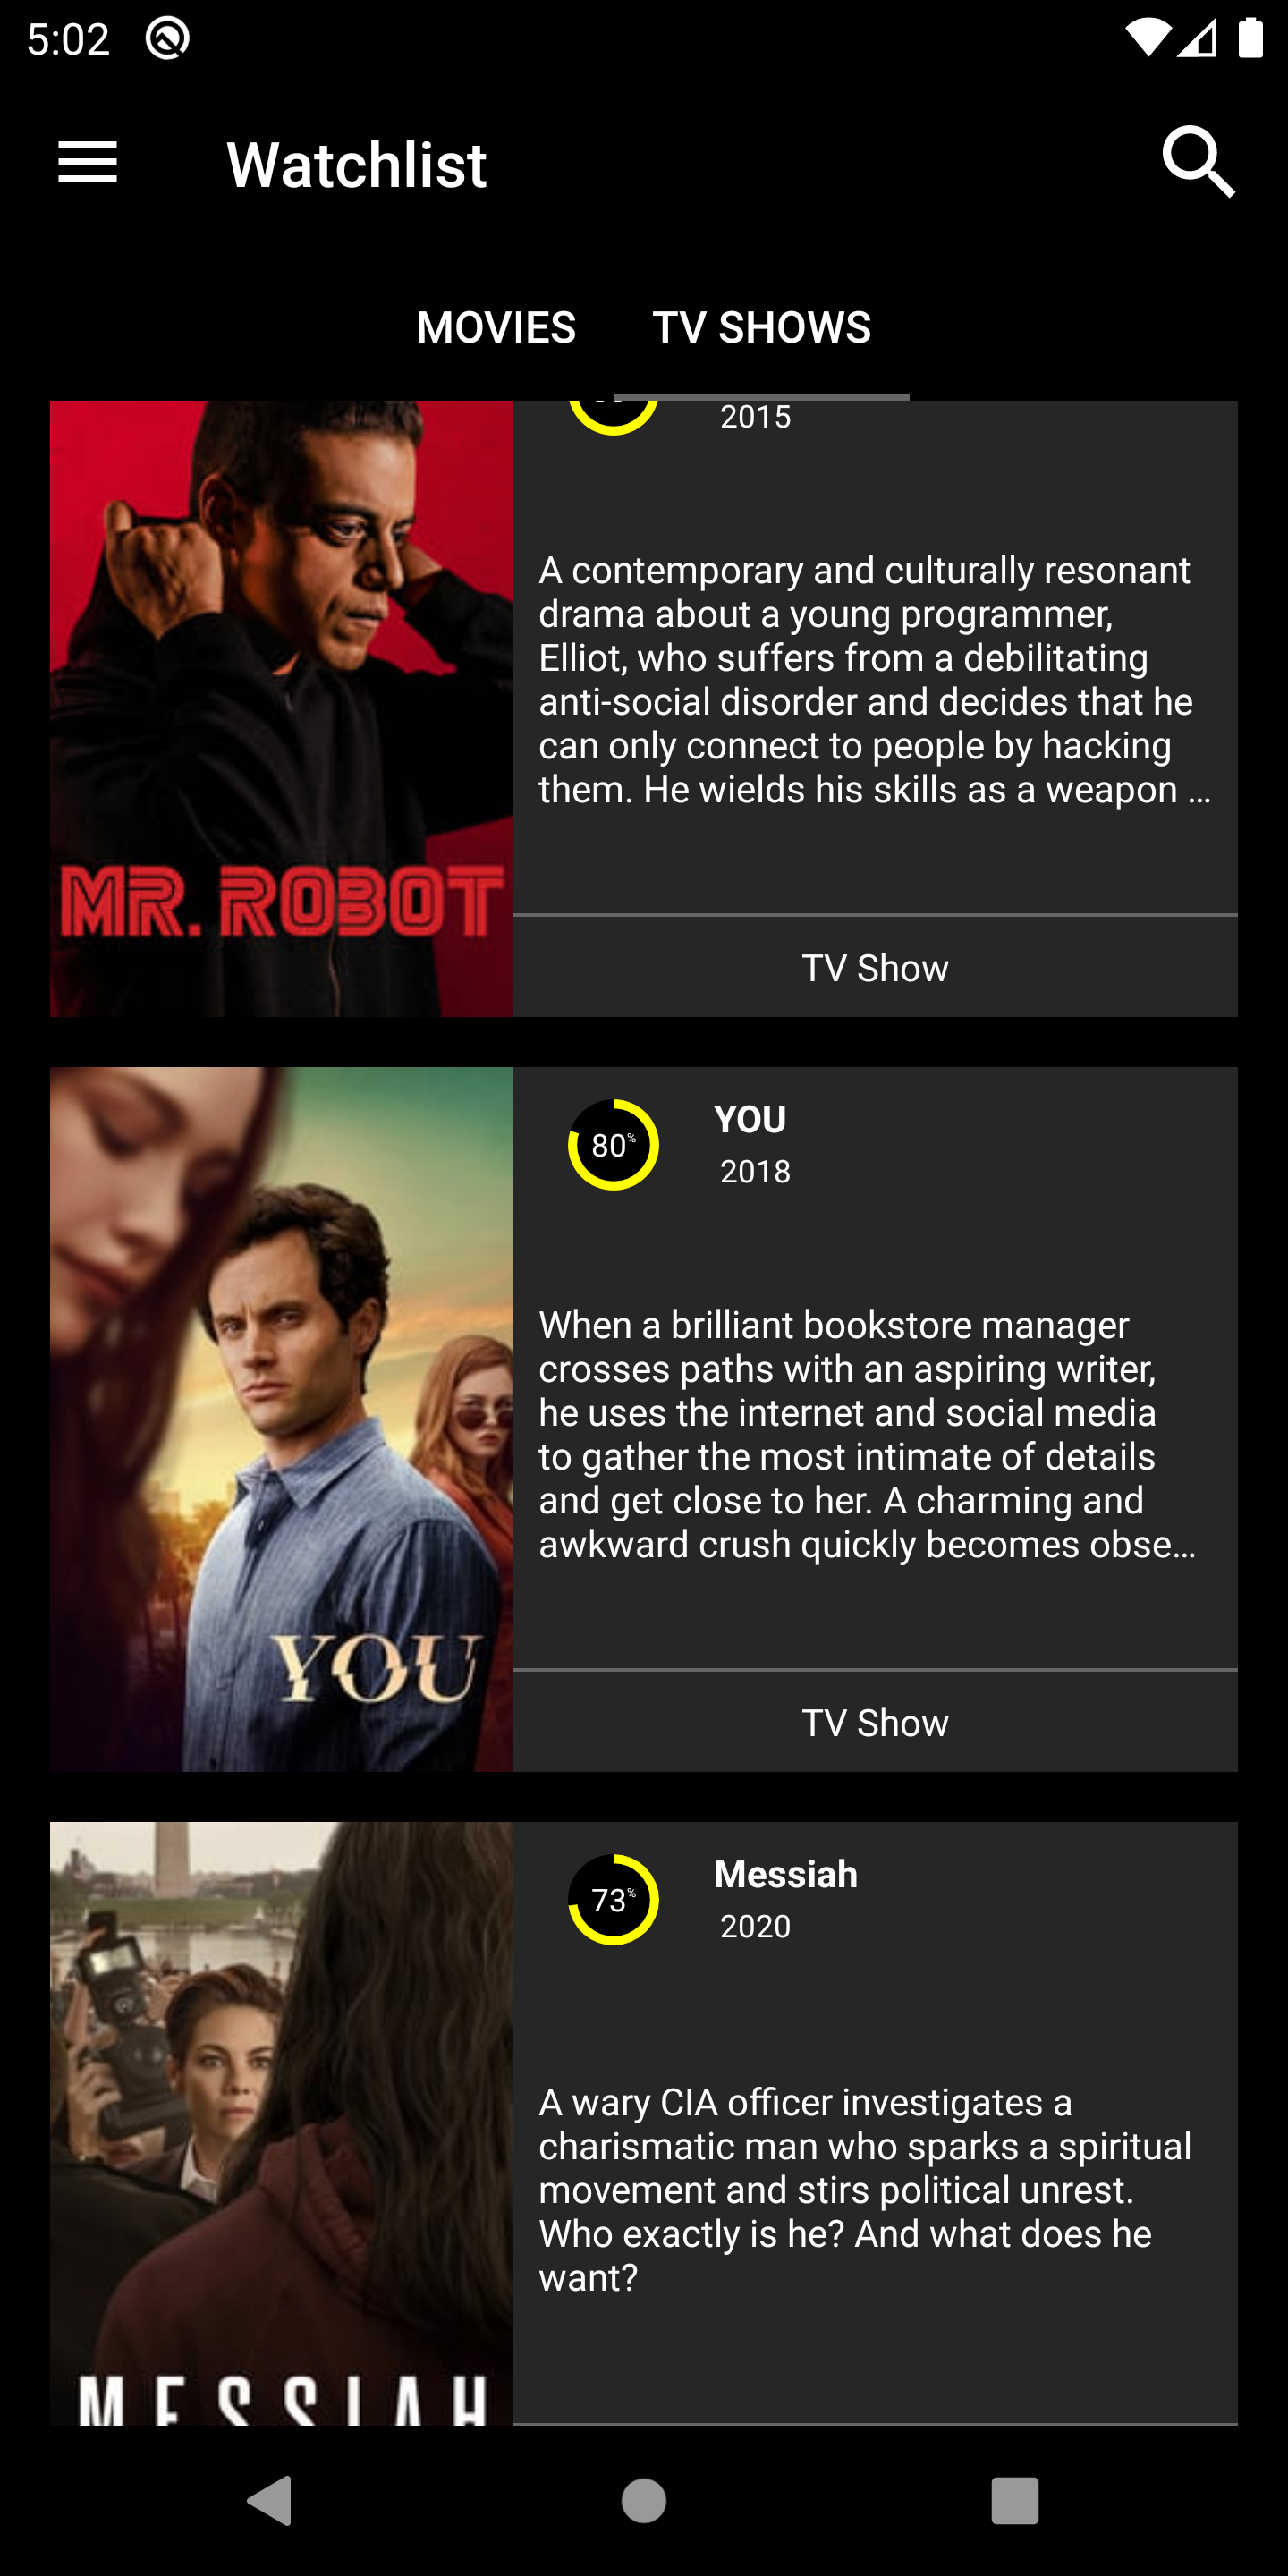 5:02
Watchlist
MOVIES TV SHOWS
2015
A contemporary and culturally resonant
drama about a young programmer,
Elliot, who suffers from a debilitating
anti-social disorder and decides that he
can only connect to people by hacking
them. He wields his skills as a weapon ...
MR. ROBOT
TV Show
80%
YOU
2018
When a brilliant bookstore manager
crosses paths with an aspiring writer,
he uses the internet and social media
to gather the most intimate of details
and get close to her. A charming and
awkward crush quickly becomes obse...
YOU
TV Show
73%
Messiah
2020
A wary CIA officer investigates a
charismatic man who sparks a spiritual
movement and stirs political unrest.
Who exactly is he? And what does he
want?
MESSIAH